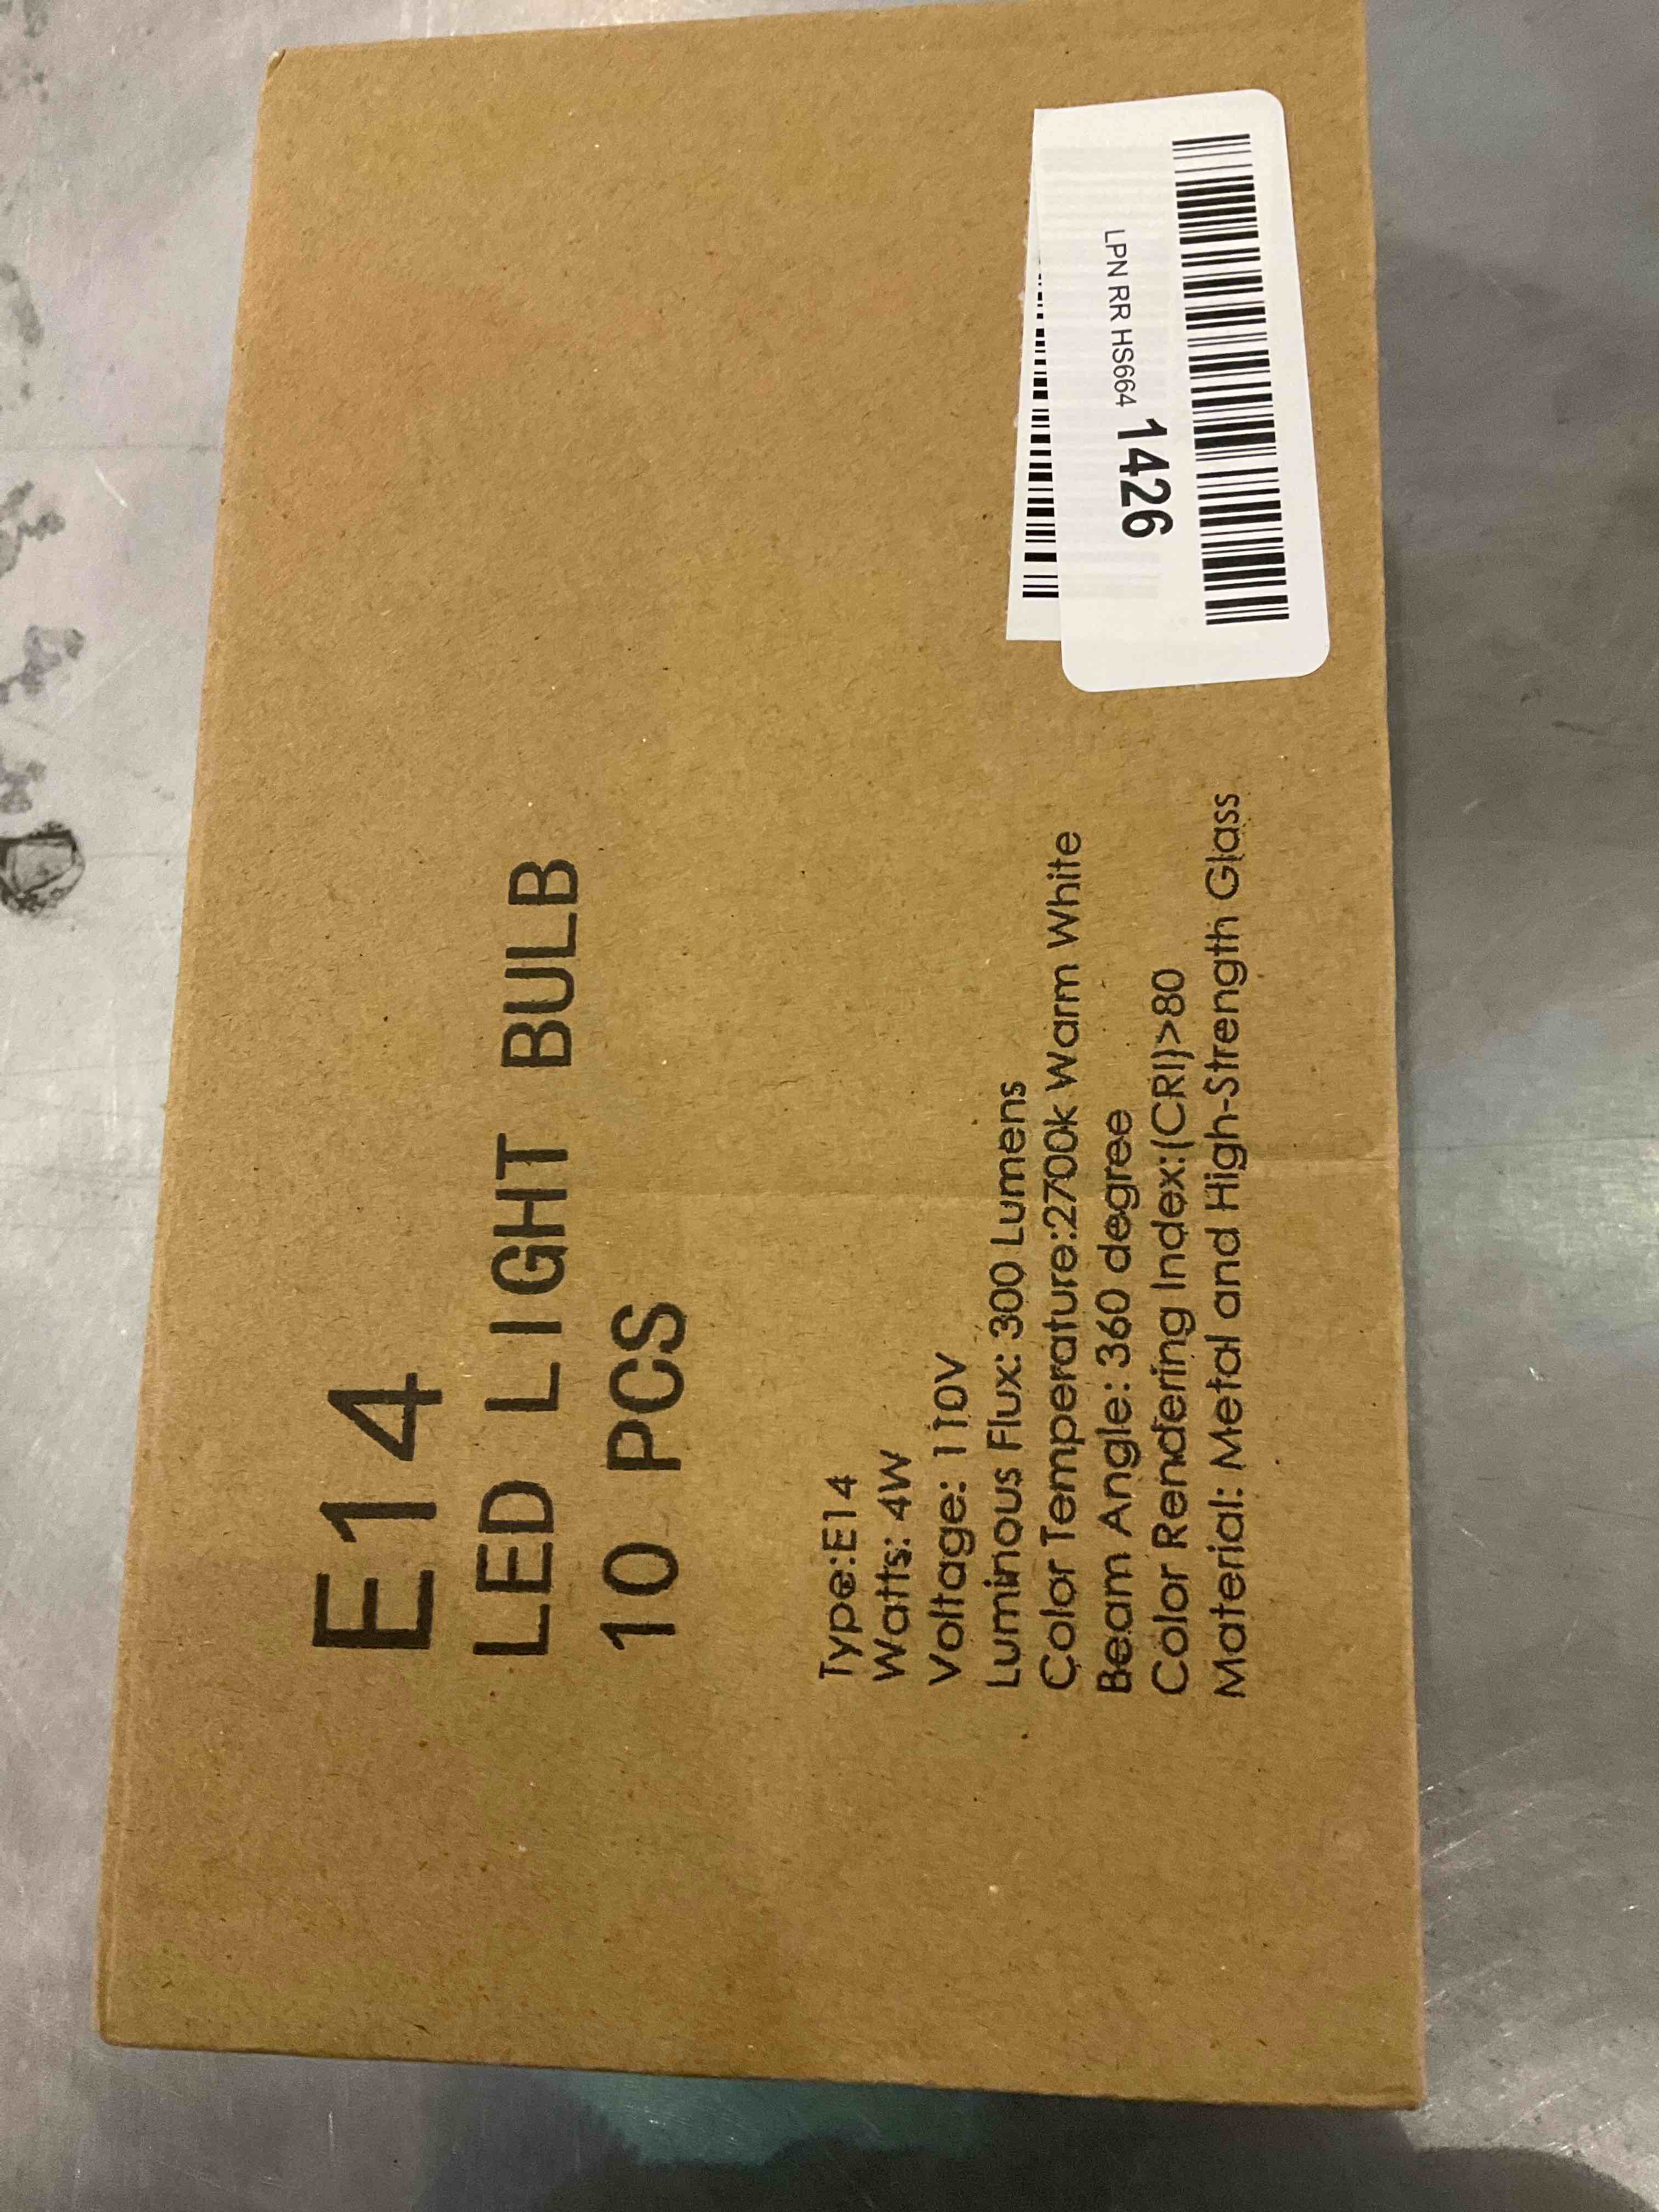 E14
LED LIGHT BULB
10 PCS
Type:E14
Watts: 4W
Voltage: 110V
Luminous Flux: 300 Lumens
Color Temperature:2700k Warm White
Beam Angle: 360 degree
Color Rendering Index:(CRI)>80
Material: Metal and High-Strength Glass
LPN RR HS664 1426